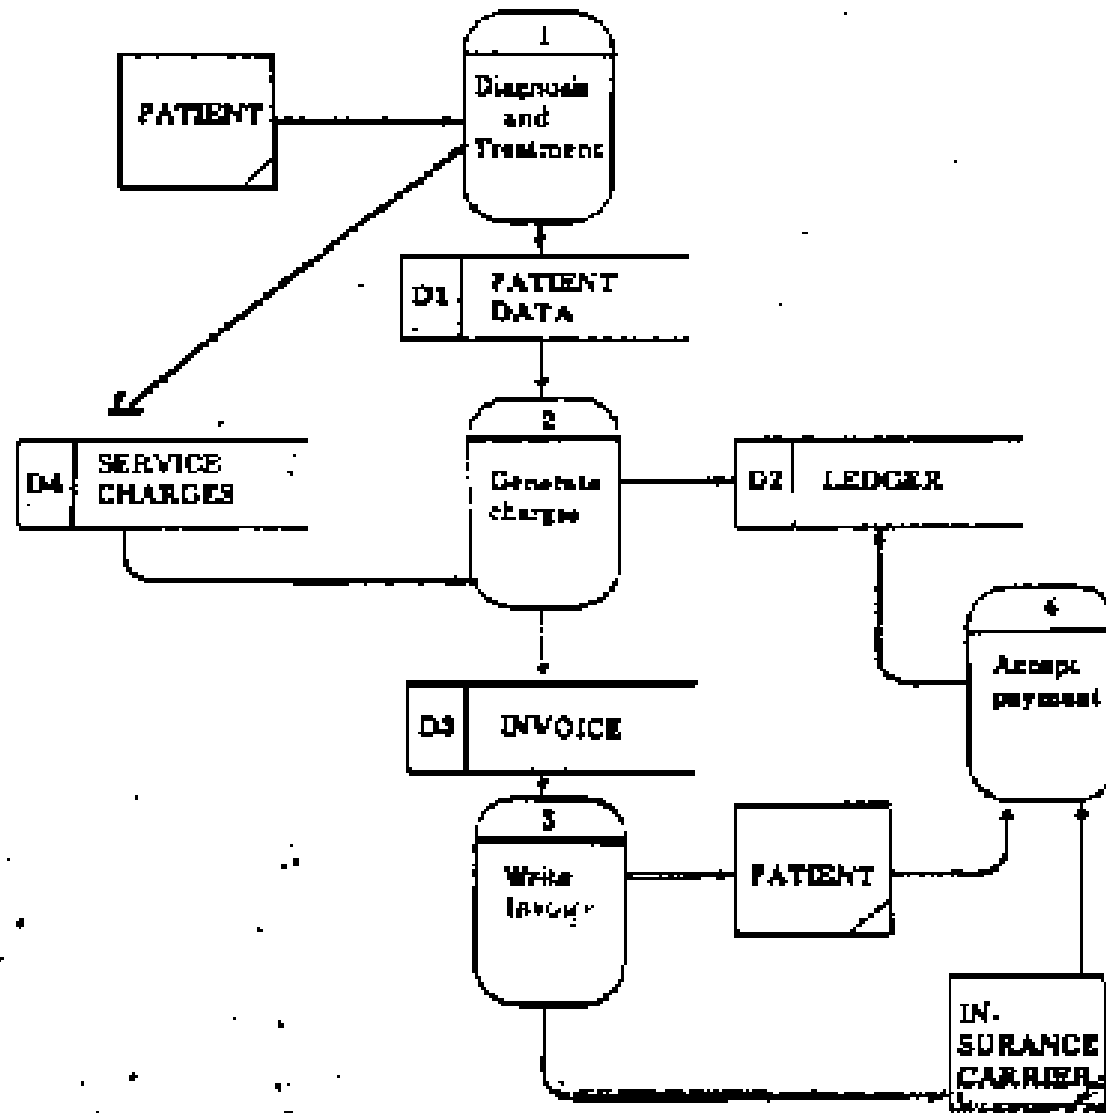 1
PATIENT
Diagnosis
and
Treatment
D1
PATIENT
DATA
2
D4
SERVICE
CHARGES
Generate
charges
D2
LEDGER
4
Accept
payment
D3
INVOICE
3
Write
PATIENT
IN-
SURANCE
CARRIER